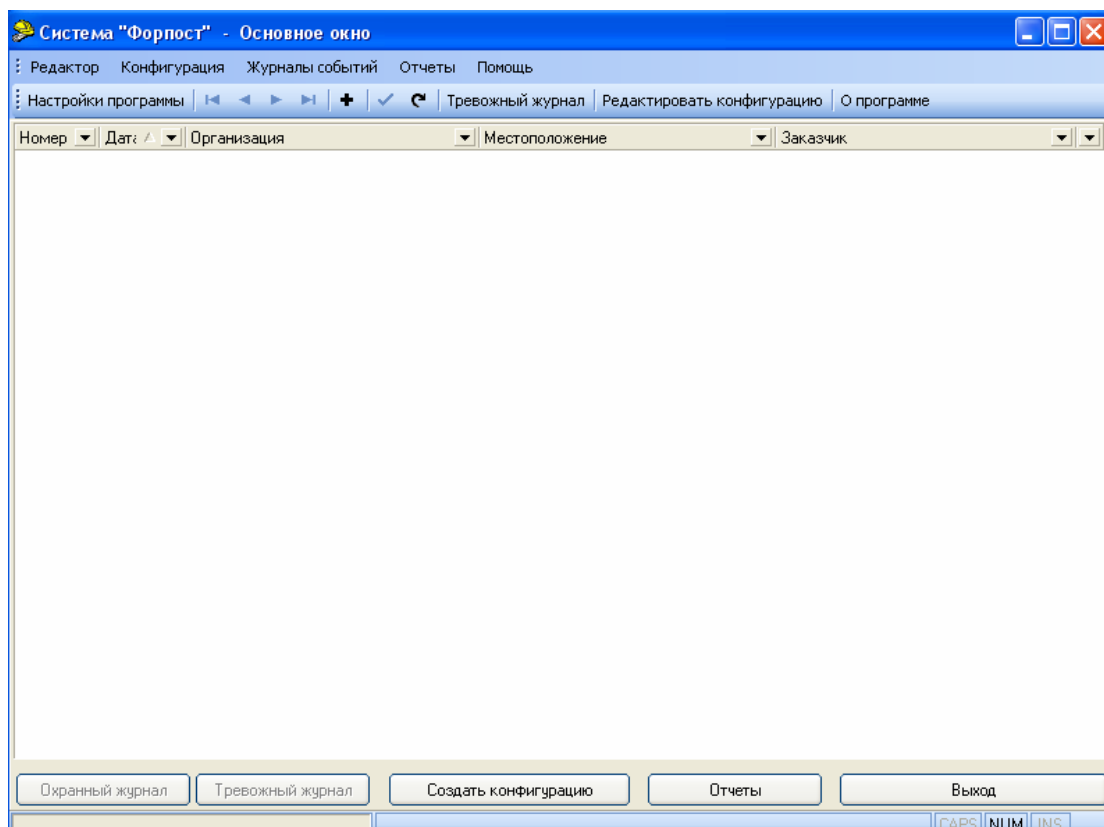 Система "Форпост" - Основное окно
Редактор Конфигурация Журналы событий Отчеты Помощь
Настройки программы Тревожный журнал Редактировать конфигурацию О программе
Номер Дата Организация Местоположение Заказчик
Охранный журнал Тревожный журнал Создать конфигурацию Отчеты Выход
CAPS NUM INS